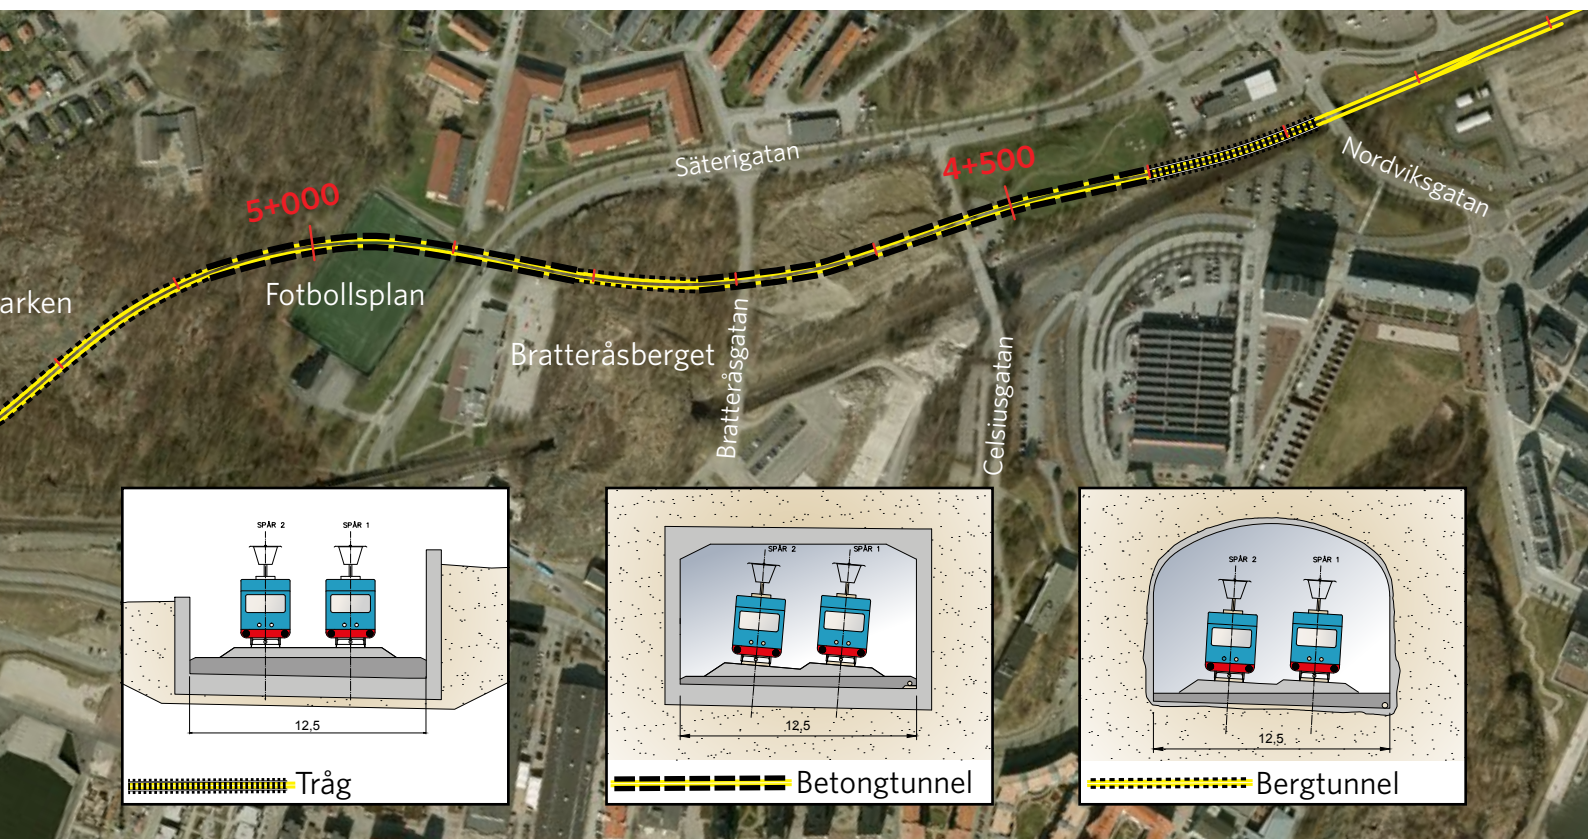 Säterigatan
4+500
Nordviksgatan
5+000
arken
Fotbollsplan
Bratteråsberget
Bratteråsgatan
Celsiusgatan
SPÅR 2
SPÅR 1
12,5
Tråg
SPÅR 2
SPÅR 1
12,5
Betongtunnel
SPÅR 2
SPÅR 1
12,5
Bergtunnel